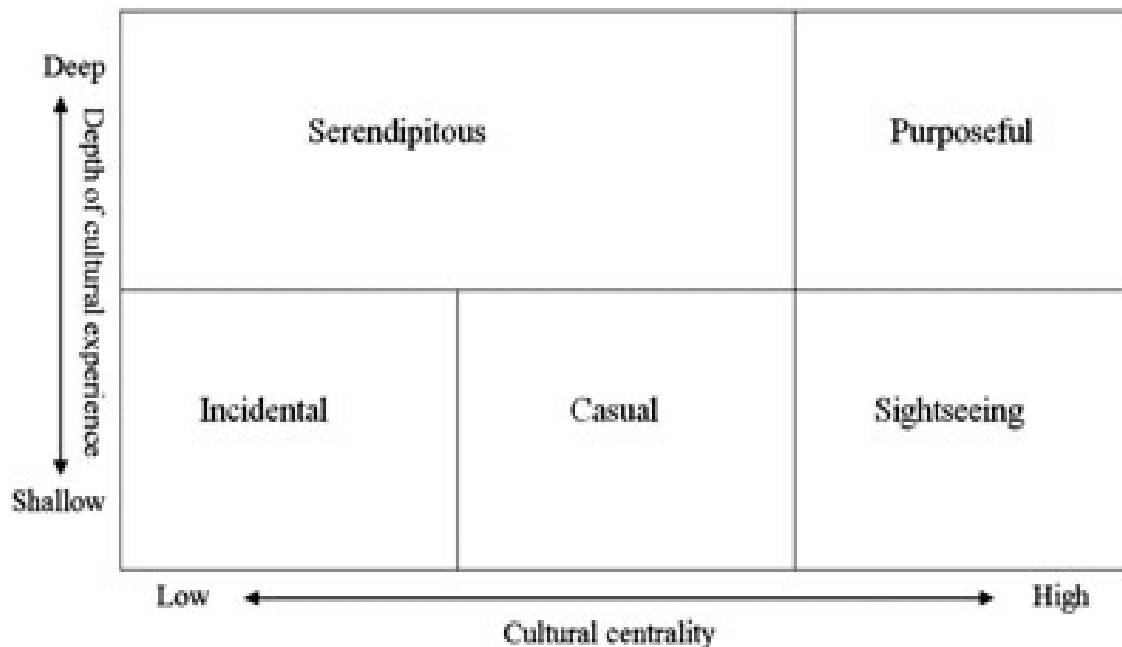 Deep
Depth of cultural experience
Shallow
Serendipitous
Purposeful
Incidental
Casual
Sightseeing
Low
High
Cultural centrality